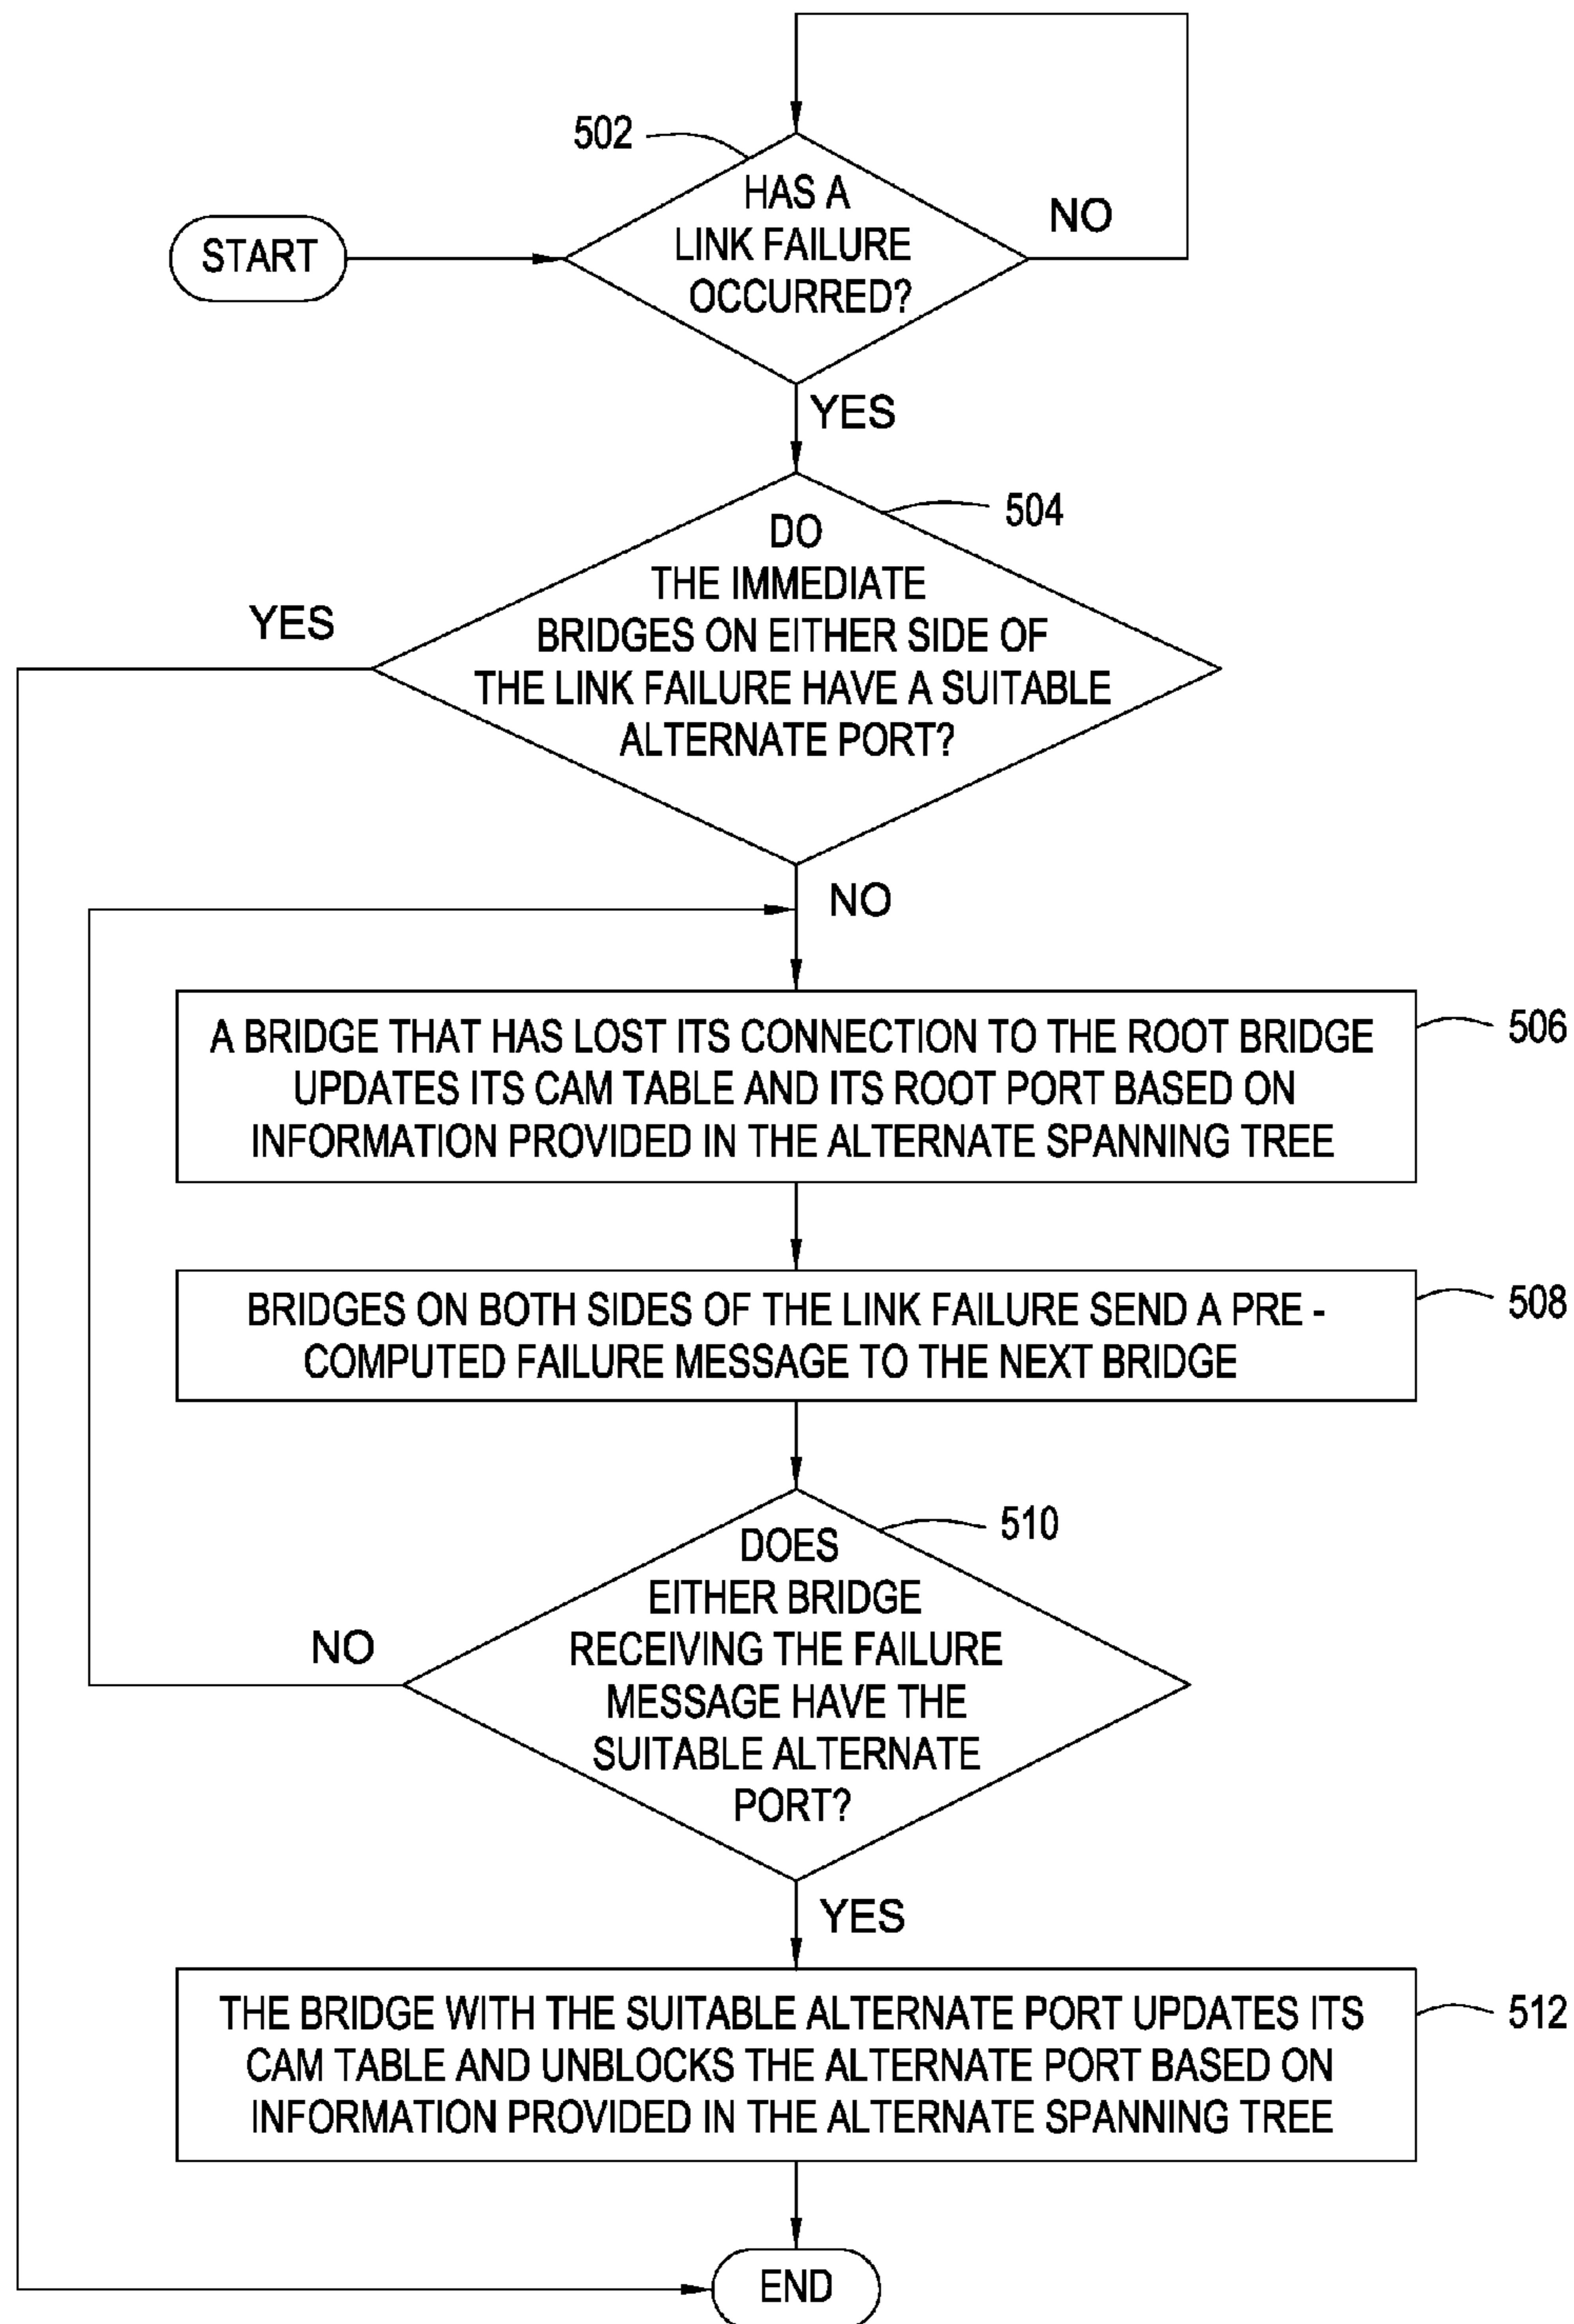 502
HAS A
LINK FAILURE
OCCURRED?
NO
START
YES
504
DO
THE IMMEDIATE
BRIDGES ON EITHER SIDE OF
THE LINK FAILURE HAVE A SUITABLE
ALTERNATE PORT?
YES
NO
A BRIDGE THAT HAS LOST ITS CONNECTION TO THE ROOT BRIDGE
UPDATES ITS CAM TABLE AND ITS ROOT PORT BASED ON
INFORMATION PROVIDED IN THE ALTERNATE SPANNING TREE
506
BRIDGES ON BOTH SIDES OF THE LINK FAILURE SEND A PRE -
COMPUTED FAILURE MESSAGE TO THE NEXT BRIDGE
508
510
DOES
EITHER BRIDGE
RECEIVING THE FAILURE
MESSAGE HAVE THE
SUITABLE ALTERNATE
PORT?
NO
YES
THE BRIDGE WITH THE SUITABLE ALTERNATE PORT UPDATES ITS
CAM TABLE AND UNBLOCKS THE ALTERNATE PORT BASED ON
INFORMATION PROVIDED IN THE ALTERNATE SPANNING TREE
512
END